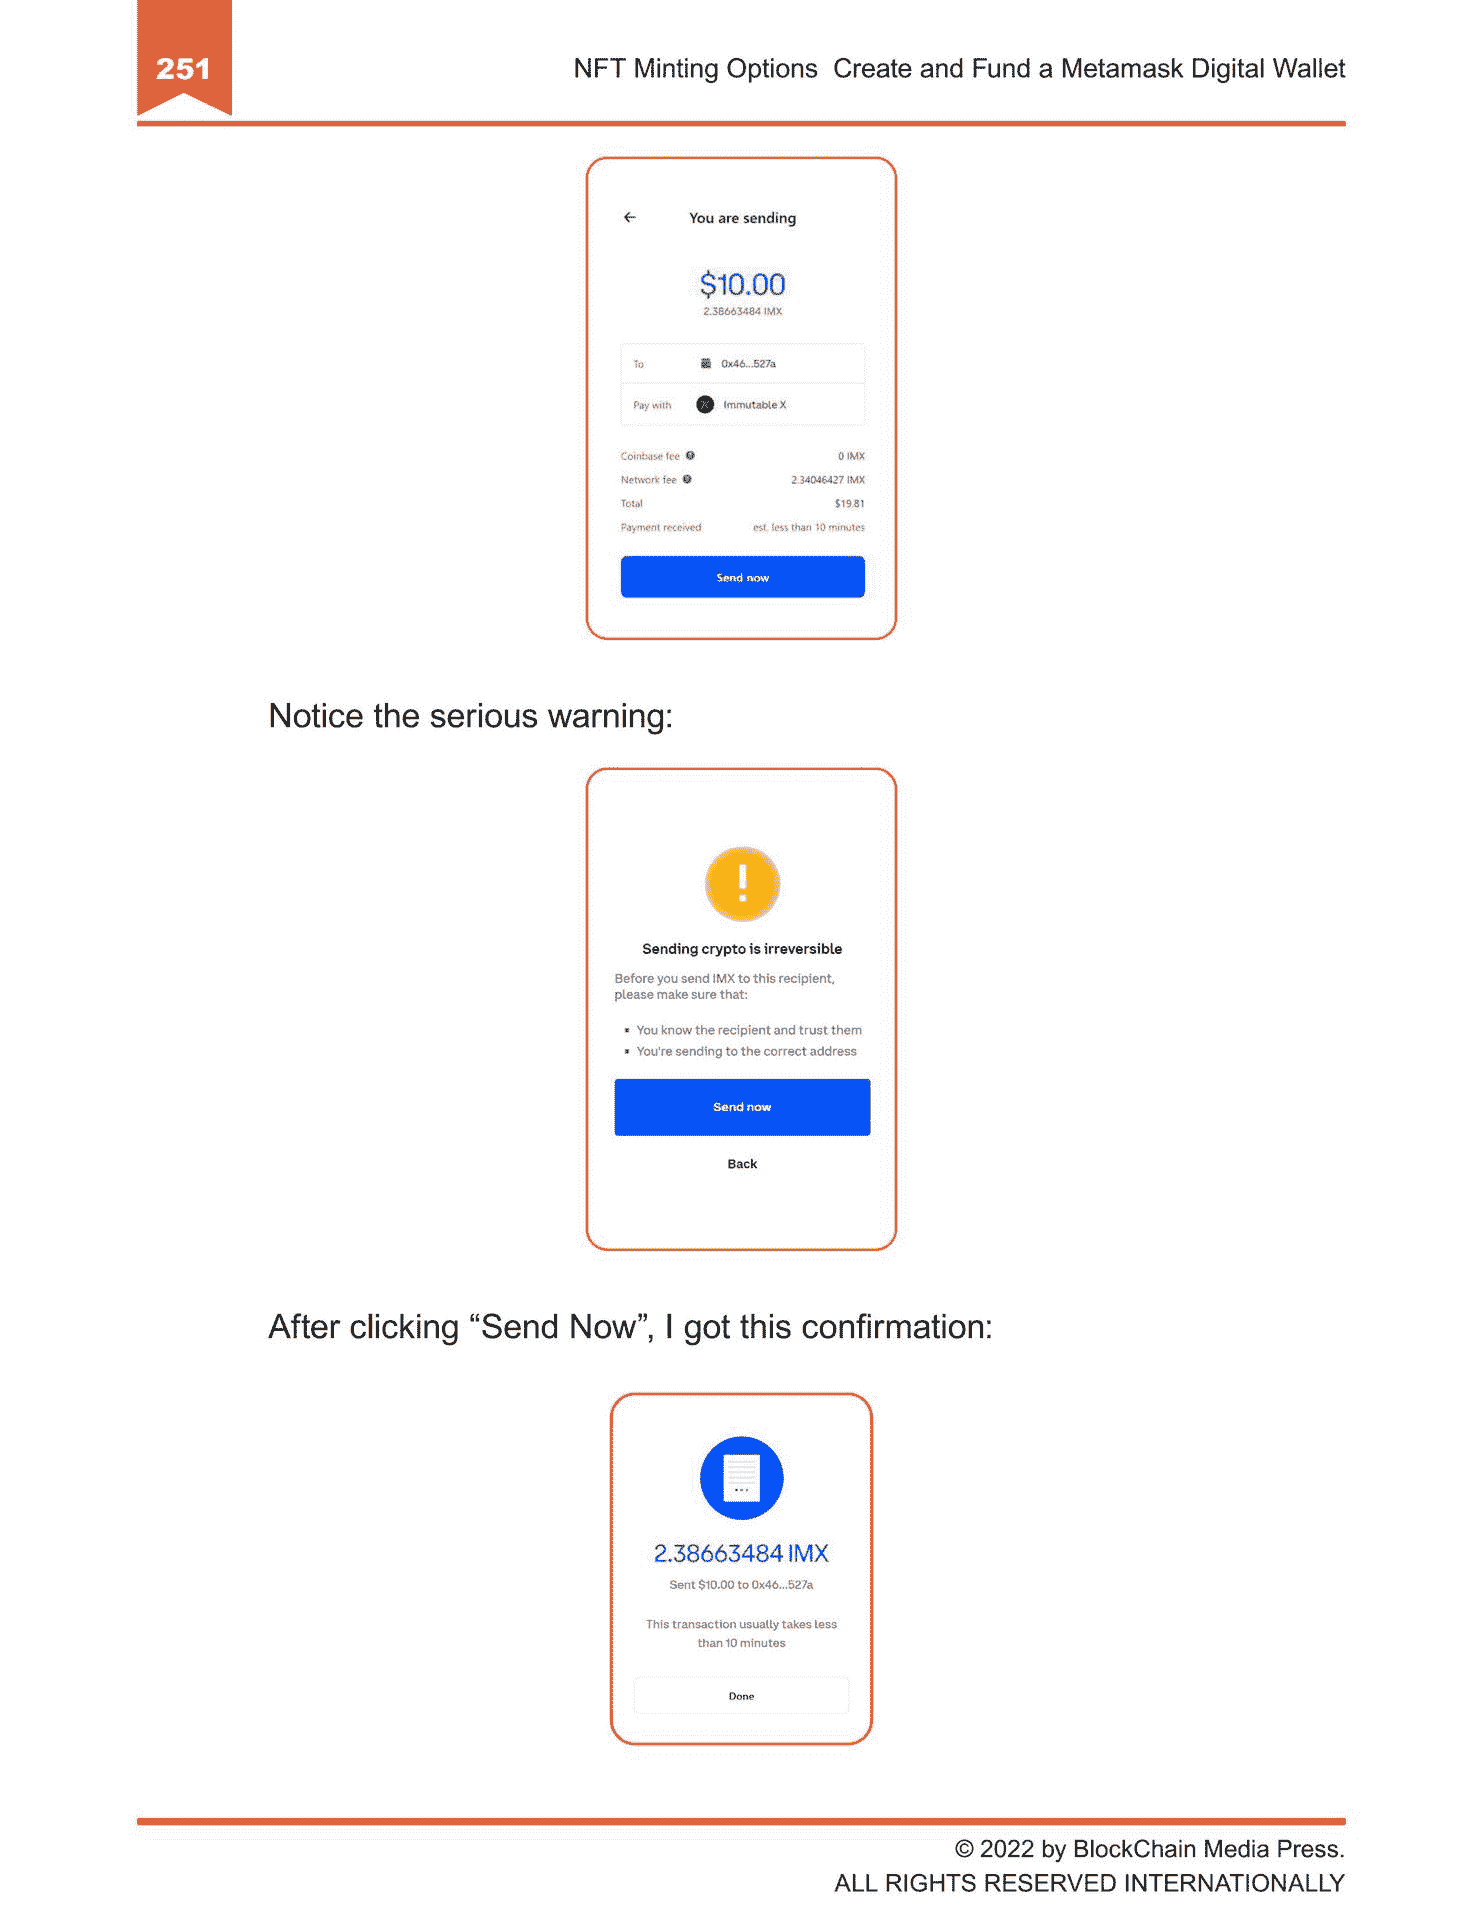 251
NFT Minting Options  Create and Fund a Metamask Digital Wallet
You are sending
$10.00
2.38663484 IMX
To 0x46...527a
Pay with Immutable X
Coinbase fee 0 IMX
Network fee 2.34046427 IMX
Total $19.81
Payment received est. less than 10 minutes
Send now
Notice the serious warning:
Sending crypto is irreversible
Before you send IMX to this recipient,
please make sure that:
• You know the recipient and trust them
• You're sending to the correct address
Send now
Back
After clicking “Send Now”, I got this confirmation:
2.38663484 IMX
Sent $10.00 to 0x46...527a
This transaction usually takes less
than 10 minutes
Done
© 2022 by BlockChain Media Press.
ALL RIGHTS RESERVED INTERNATIONALLY